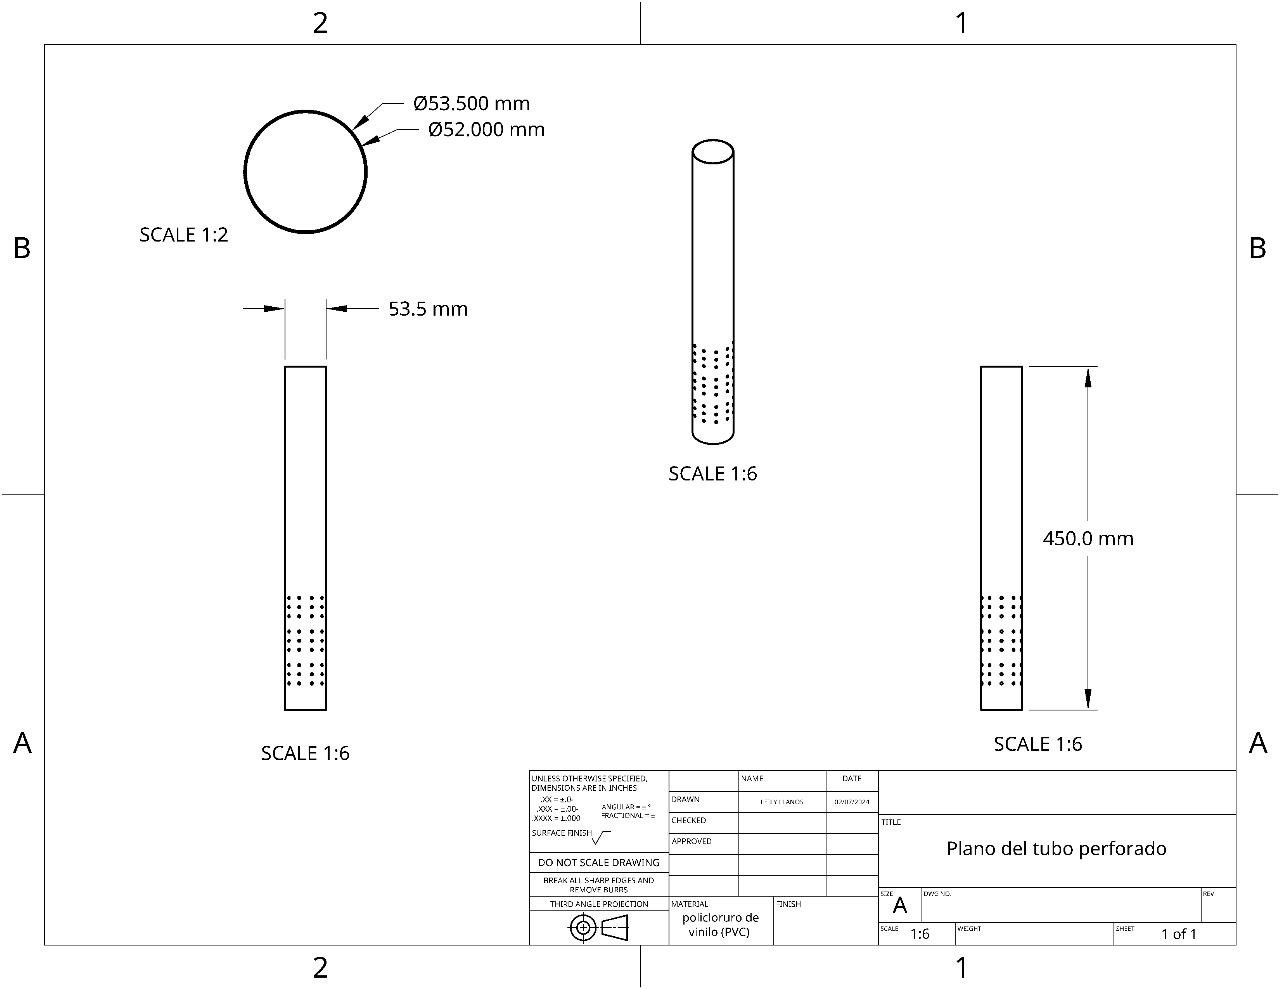 2 1
Ø53.500 mm
Ø52.000 mm
SCALE 1:2
B B
53.5 mm
SCALE 1:6
450.0 mm
A A
SCALE 1:6
SCALE 1:6
UNLESS OTHERWISE SPECIFIED,
DIMENSIONS ARE IN INCHES
.XX = ±.0-
.XXX = ±.00-
.XXXX = ±.000-
ANGULAR = ± °
FRACTIONAL = ±
SURFACE FINISH
DO NOT SCALE DRAWING
BREAK ALL SHARP EDGES AND
REMOVE BURRS
THIRD ANGLE PROJECTION
NAME DATE
DRAWN LLANOS 02/07/2024
CHECKED
APPROVED
MATERIAL
policloruro de
vinilo (PVC)
FINISH
TITLE
Plano del tubo perforado
SIZE
A
DWG NO.
REV
SCALE 1:6
WEIGHT
SHEET 1 of 1
2 1